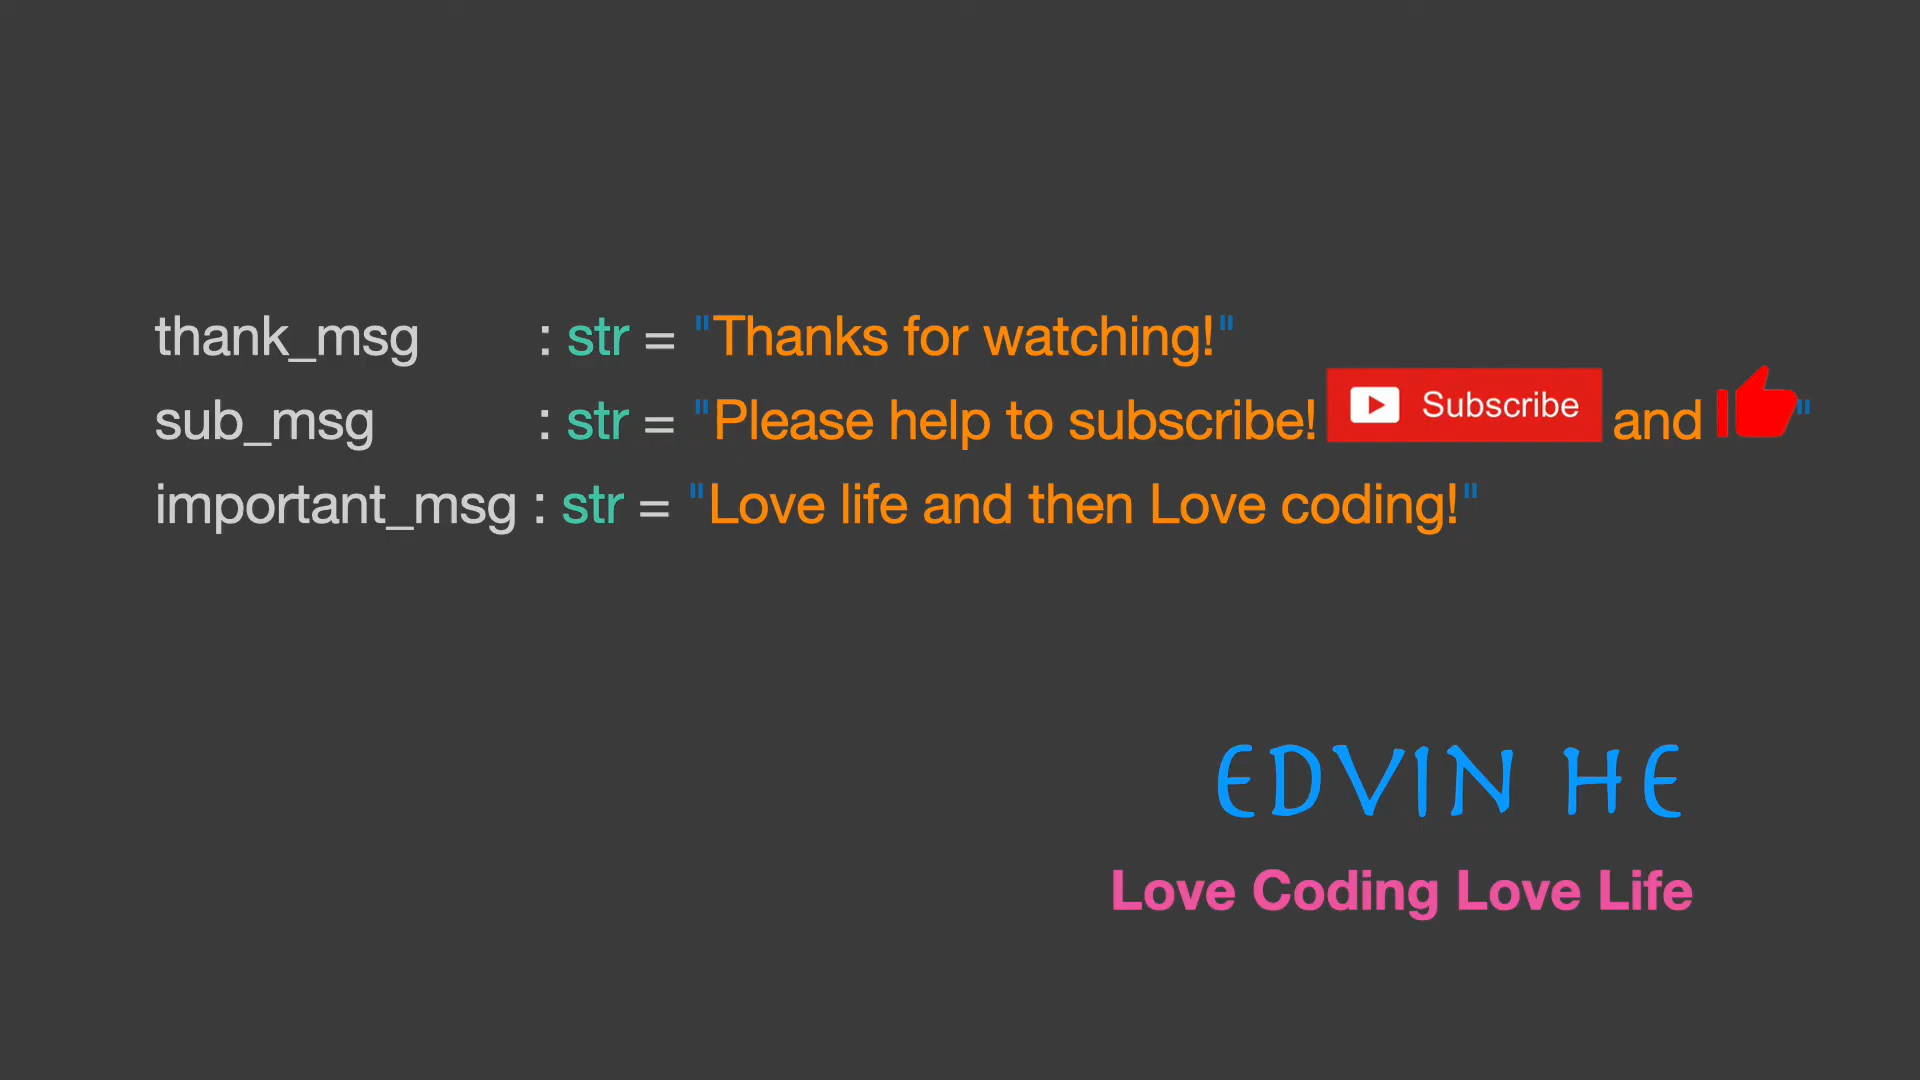 thank_msg : str = "Thanks for watching!"
sub_msg : str = "Please help to subscribe! Subscribe and "
important_msg : str = "Love life and then Love coding!"
EDVIN HE
Love Coding Love Life